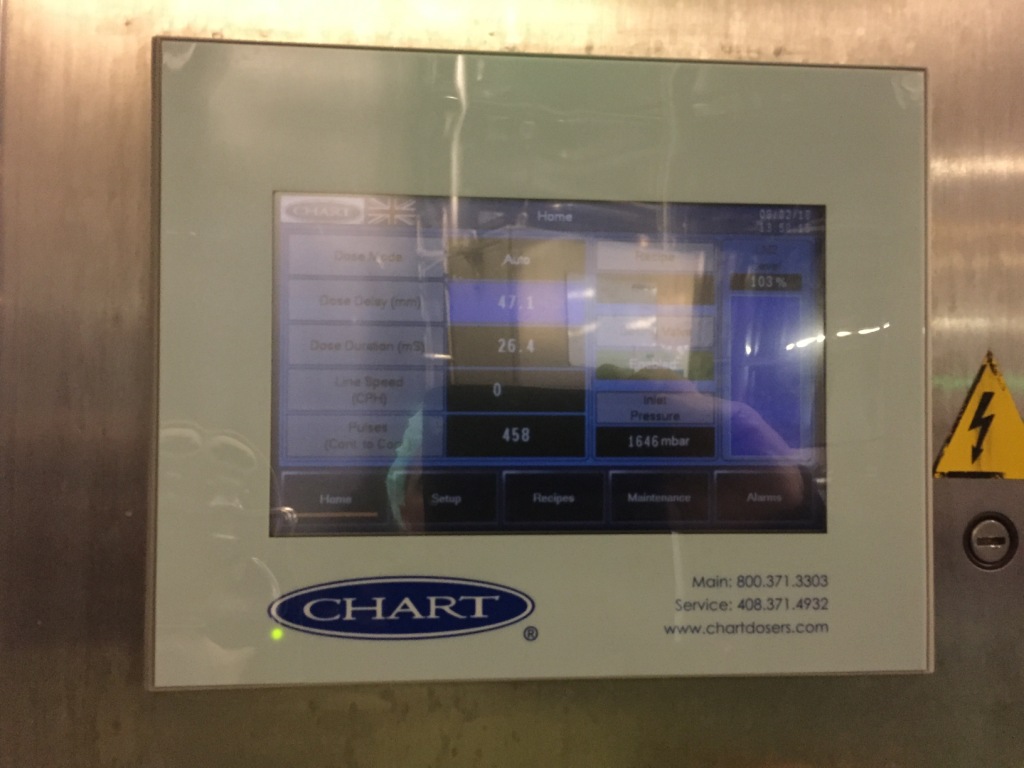 CHART
Home
Dose Mode
Auto
Dose Delay (mm)
47.1
Dose Duration (mS)
26.4
Line Speed
(CPH)
0
Pulses
458
103 %
Inlet
Pressure
1646 mbar
Home
Setup
Recipes
Maintenance
Alarms
CHART
®
Main: 800.371.3303
Service: 408.371.4932
www.chartdosers.com